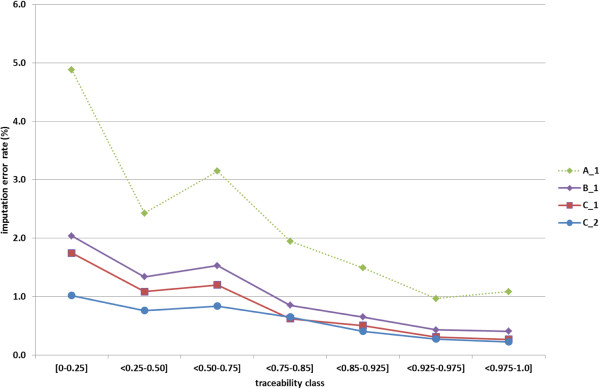 6.0
5.0
4.0
3.0
2.0
1.0
0.0
imputation error rate (%)
[0-0.25]
<0.25-0.50]
<0.50-0.75]
<0.75-0.85]
<0.85-0.925]
<0.925-0.975]
<0.975-1.0]
traceability class
A_1
B_1
C_1
C_2